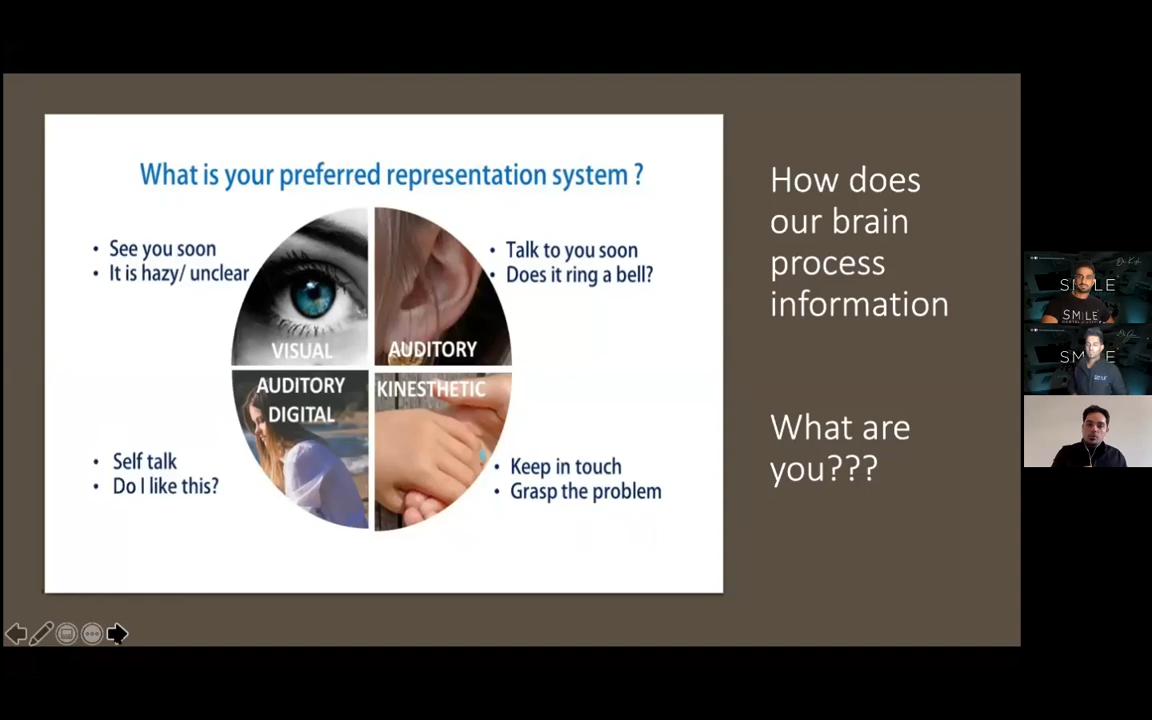 What is your preferred representation system ?
• See you soon
• It is hazy/ unclear
• Talk to you soon
• Does it ring a bell?
VISUAL
AUDITORY
AUDITORY
DIGITAL
KINESTHETIC
• Self talk
• Do I like this?
• Keep in touch
• Grasp the problem
How does
our brain
process
information
What are
you???
SMILE
SMILE